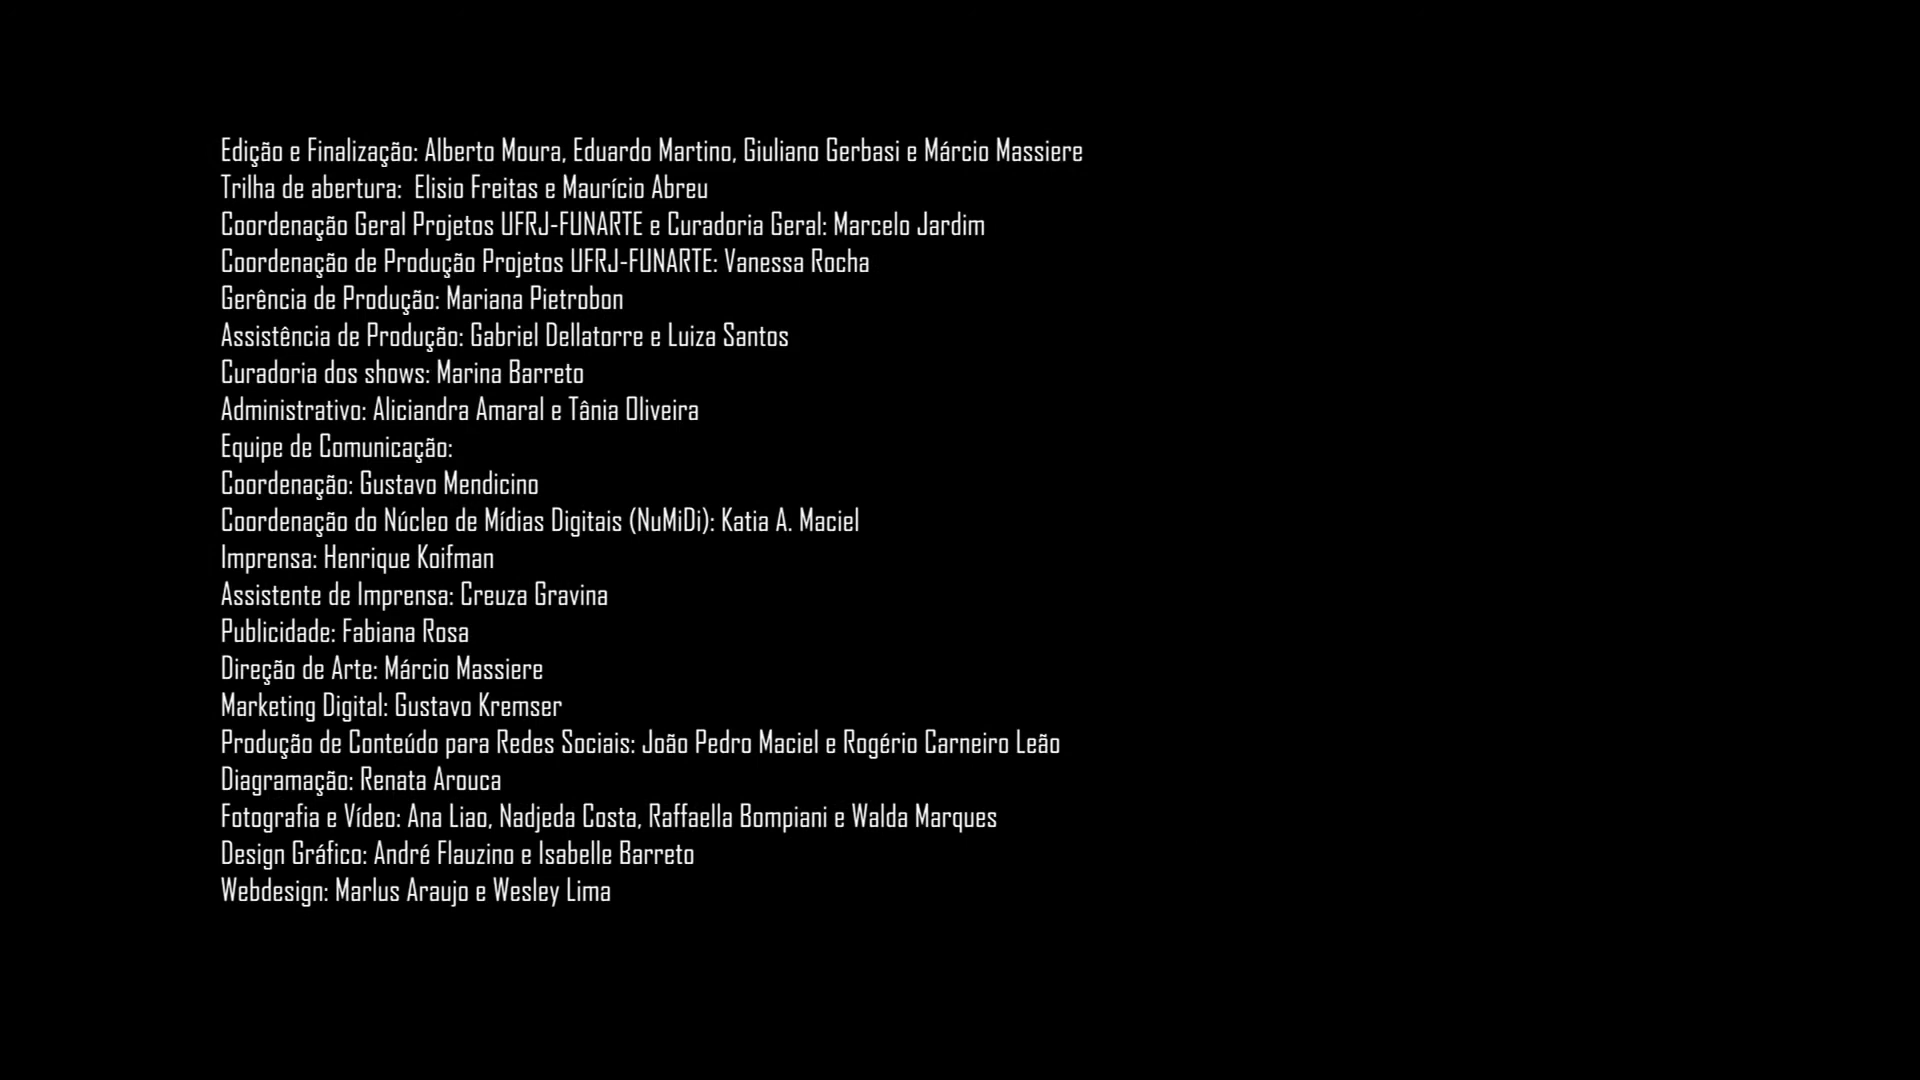 Edição e Finalização: Alberto Moura, Eduardo Martino, Giuliano Gerbasi e Márcio Massiere
Trilha de abertura:  Elisio Freitas e Maurício Abreu
Coordenação Geral Projetos UFRJ-FUNARTE e Curadoria Geral: Marcelo Jardim
Coordenação de Produção Projetos UFRJ-FUNARTE: Vanessa Rocha
Gerência de Produção: Mariana Pietrobon
Assistência de Produção: Gabriel Dellatorre e Luiza Santos
Curadoria dos shows: Marina Barreto
Administrativo: Aliciandra Amaral e Tânia Oliveira
Equipe de Comunicação:
Coordenação: Gustavo Mendicino
Coordenação do Núcleo de Mídias Digitais (NuMiDi): Katia A. Maciel
Imprensa: Henrique Koifman
Assistente de Imprensa: Creuza Gravina
Publicidade: Fabiana Rosa
Direção de Arte: Márcio Massiere
Marketing Digital: Gustavo Kremser
Produção de Conteúdo para Redes Sociais: João Pedro Maciel e Rogério Carneiro Leão
Diagramação: Renata Arouca
Fotografia e Vídeo: Ana Liao, Nadjeda Costa, Raffaella Bompiani e Walda Marques
Design Gráfico: André Flauzino e Isabelle Barreto
Webdesign: Marlus Araujo e Wesley Lima